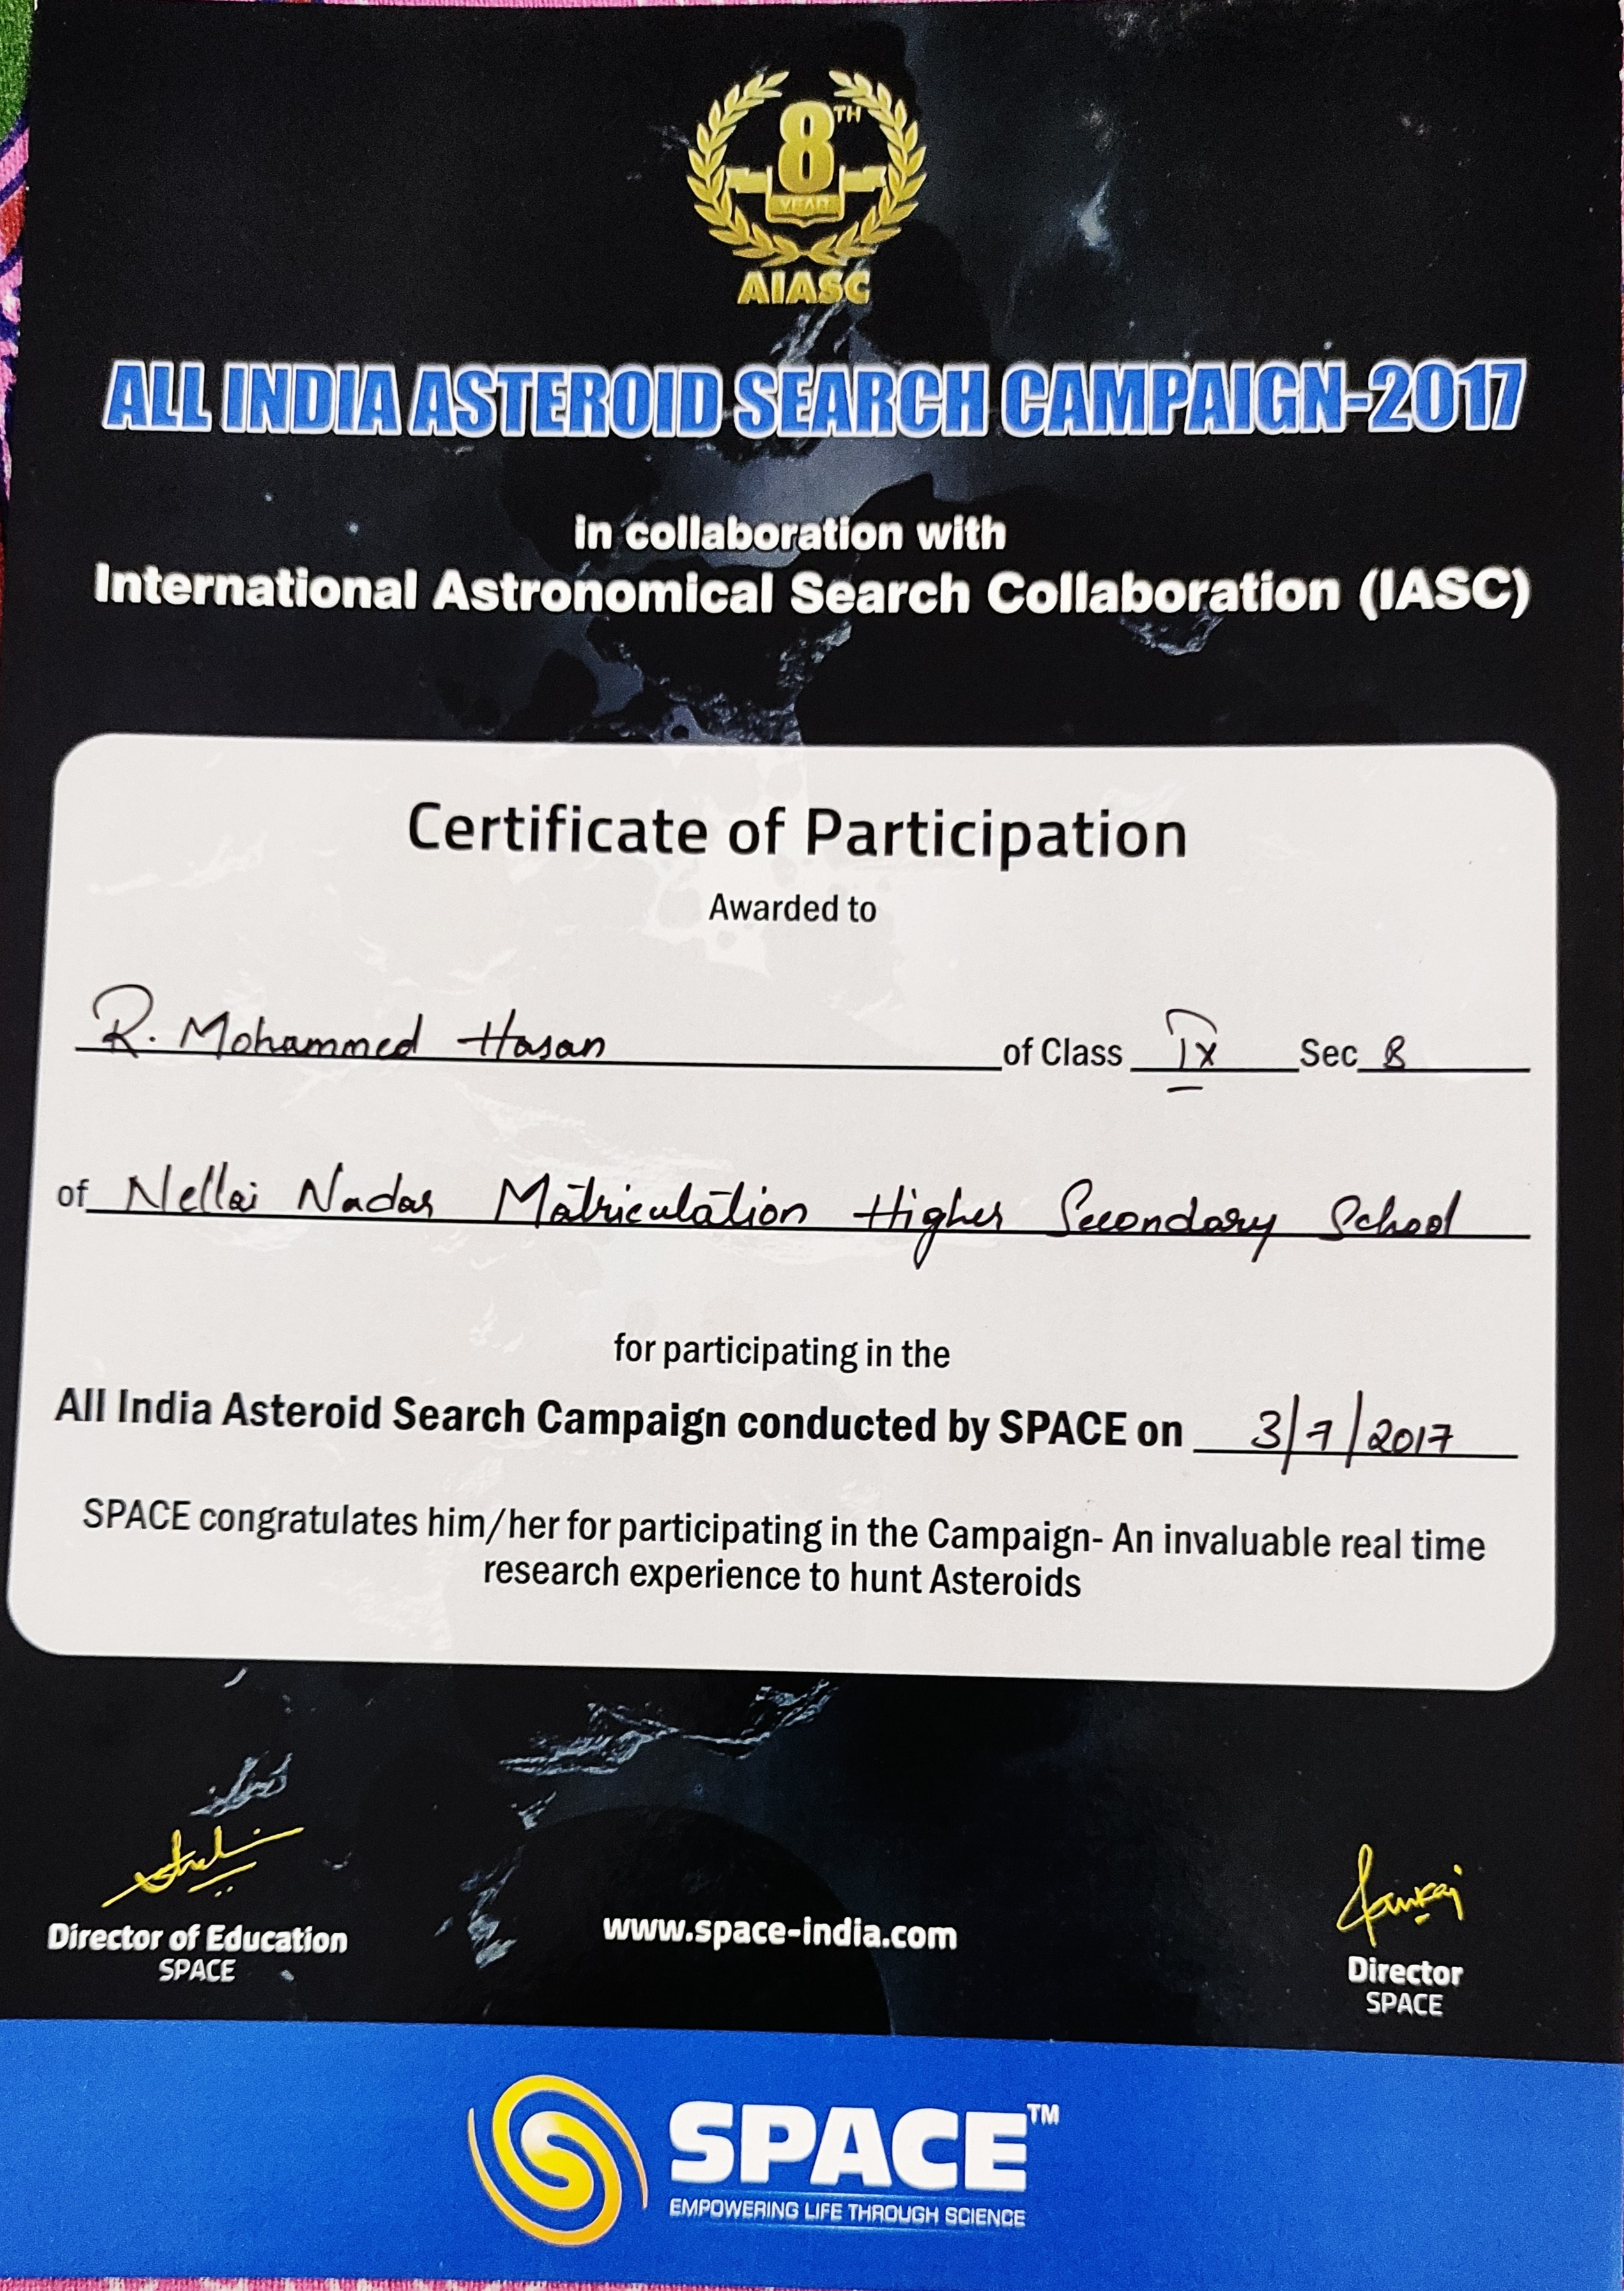 8TH
YEAR
AIASC
ALL INDIA ASTEROID SEARCH CAMPAIGN-2017
in collaboration with
International Astronomical Search Collaboration (IASC)
Certificate of Participation
Awarded to
R. Mohammed Hasan of Class IX Sec B
of Nellai Nadar Matriculation Higher Secondary School
for participating in the
All India Asteroid Search Campaign conducted by SPACE on 3/7/2017
SPACE congratulates him/her for participating in the Campaign- An invaluable real time
research experience to hunt Asteroids
Director of Education
SPACE
www.space-india.com
Director
SPACE
SPACE™
EMPOWERING LIFE THROUGH SCIENCE